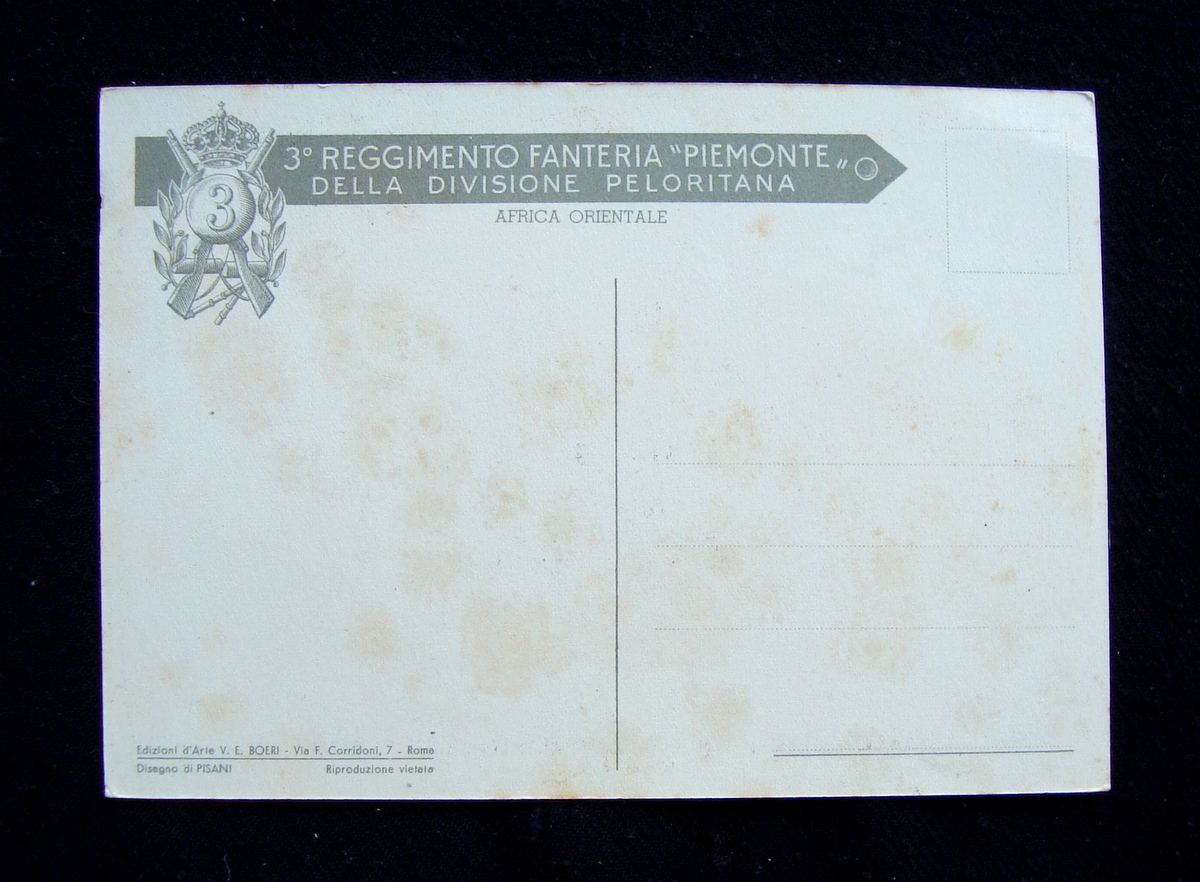 3° REGGIMENTO FANTERIA "PIEMONTE"
DELLA DIVISIONE PELORITANA
AFRICA ORIENTALE
3
Edizioni d'Arte V. E. BOERI - Via F. Corridoni, 7 - Roma
Disegno di PISANI Riproduzione vietata